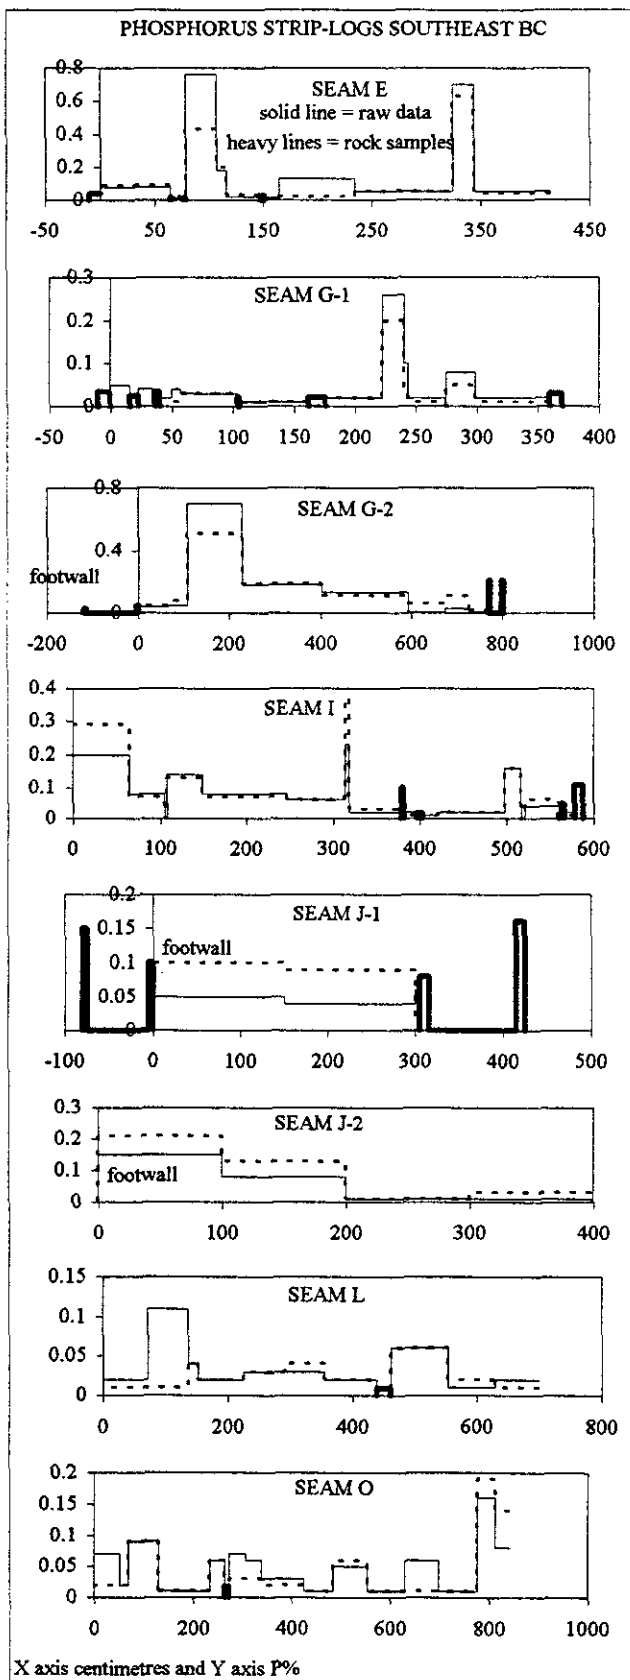 PHOSPHORUS STRIP-LOGS SOUTHEAST BC
SEAM E
solid line = raw data
heavy lines = rock samples
0.8
0.6
0.4
0.2
0
-50 50 150 250 350 450
SEAM G-1
0.3
0.2
0.1
0
-50 0 50 100 150 200 250 300 350 400
SEAM G-2
0.8
0.4
footwall
0
-200 0 200 400 600 800 1000
SEAM I
0.4
0.3
0.2
0.1
0
0 100 200 300 400 500 600
SEAM J-1
0.2
0.15
footwall
0.1
0.05
0
-100 0 100 200 300 400 500
SEAM J-2
0.3
0.2
0.1
footwall
0
0 100 200 300 400
SEAM L
0.15
0.1
0.05
0
0 200 400 600 800
SEAM O
0.2
0.15
0.1
0.05
0
0 200 400 600 800 1000
X axis centimetres and Y axis P%